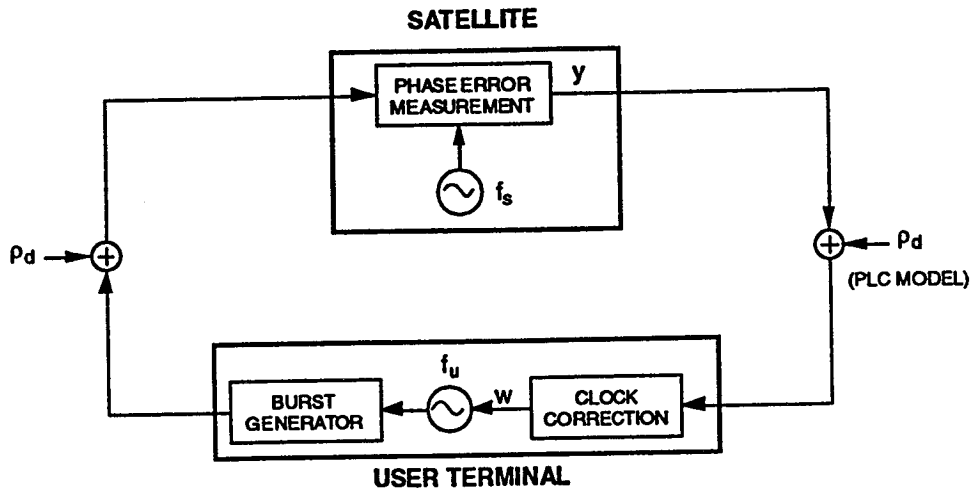 SATELLITE
PHASE ERROR
MEASUREMENT
y
fs
ρd
ρd
(PLC MODEL)
fu
BURST
GENERATOR
w
CLOCK
CORRECTION
USER TERMINAL